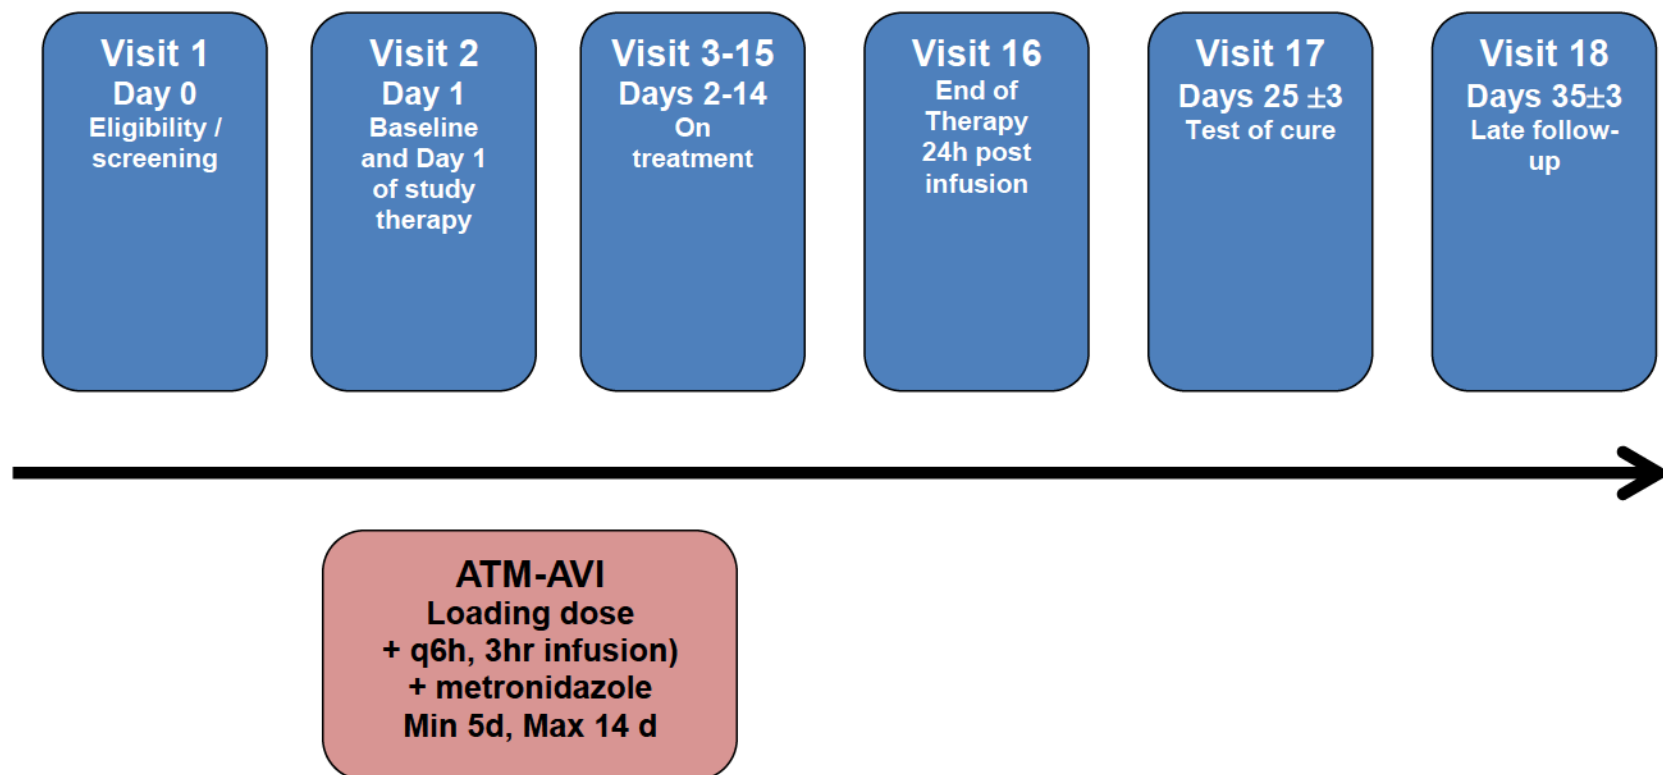 Visit 1
Day 0
Eligibility /
screening
Visit 2
Day 1
Baseline
and Day 1
of study
therapy
Visit 3-15
Days 2-14
On
treatment
Visit 16
End of
Therapy
24h post
infusion
Visit 17
Days 25 ±3
Test of cure
Visit 18
Days 35±3
Late follow-
up
ATM-AVI
Loading dose
+ q6h, 3hr infusion)
+ metronidazole
Min 5d, Max 14 d